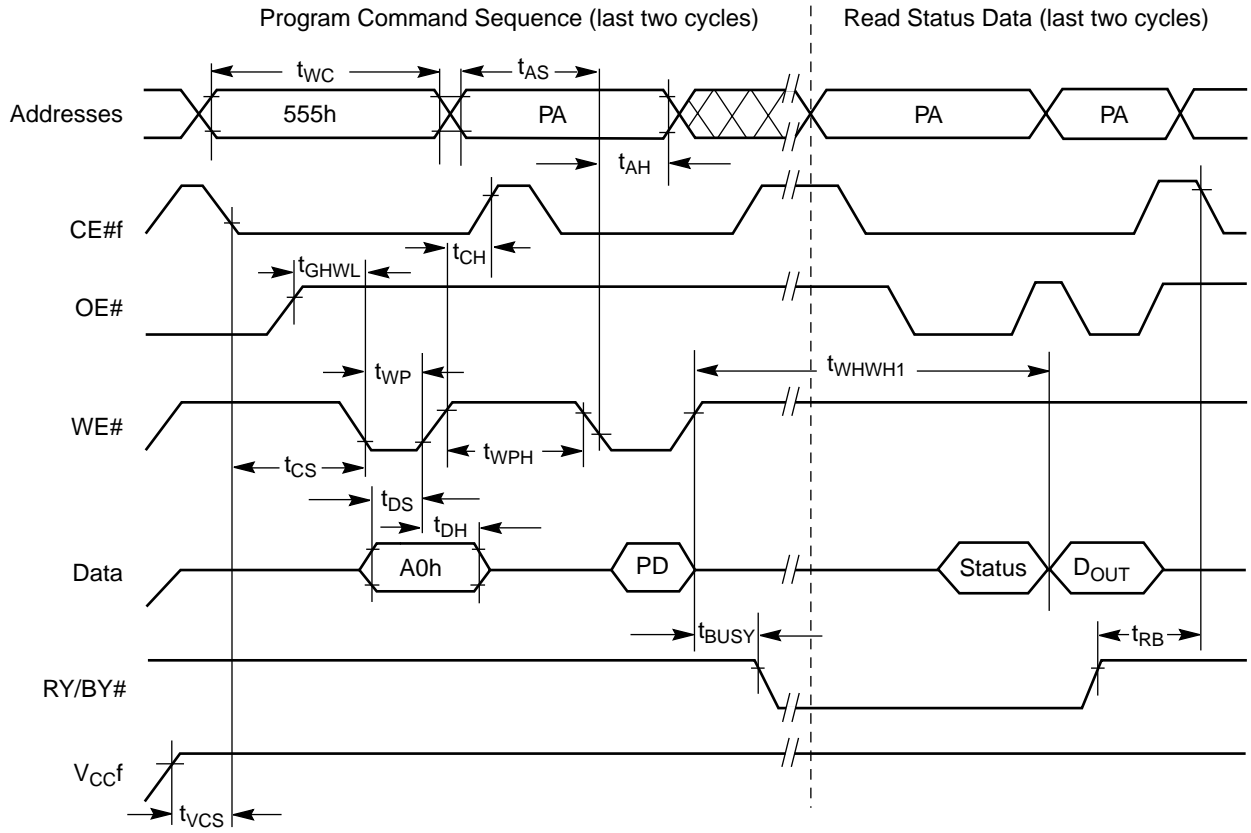 Program Command Sequence (last two cycles) Read Status Data (last two cycles)
tWC tAS
Addresses 555h PA PA PA
tAH
CE#f
tCH
tGHWL
OE#
tWP tWHWH1
WE#
tCS tWPH
tDS
tDH
Data A0h PD Status DOUT
tBUSY tRB
RY/BY#
VCCf
tVCS